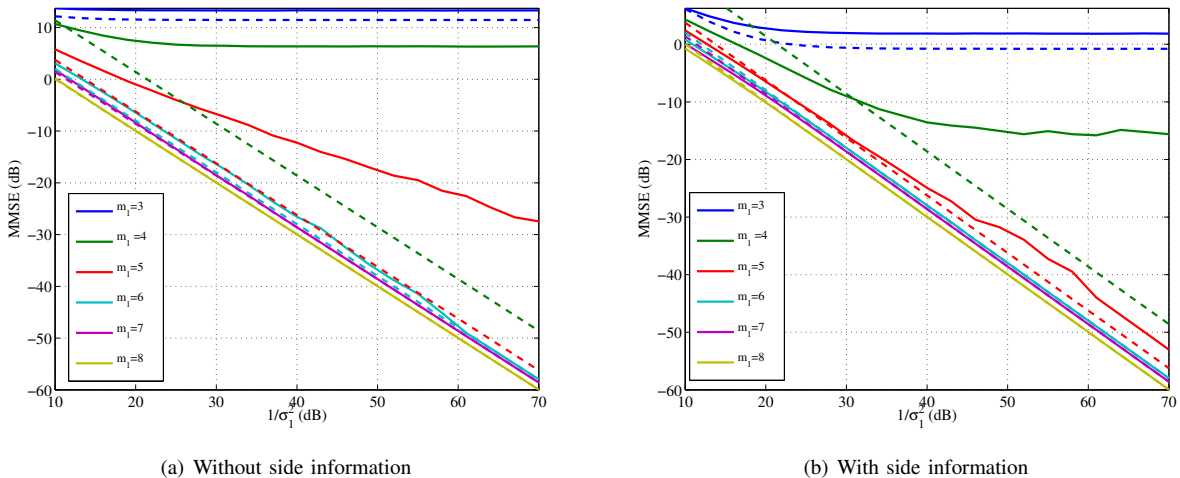 10
0
−10
−20
−30
−40
−50
−60
MMSE (dB)
m1=3
m1=4
m1=5
m1=6
m1=7
m1=8
10 20 30 40 50 60 70
1/σ1² (dB)
(a) Without side information
0
−10
−20
−30
−40
−50
−60
MMSE (dB)
m1=3
m1=4
m1=5
m1=6
m1=7
m1=8
10 20 30 40 50 60 70
1/σ1² (dB)
(b) With side information